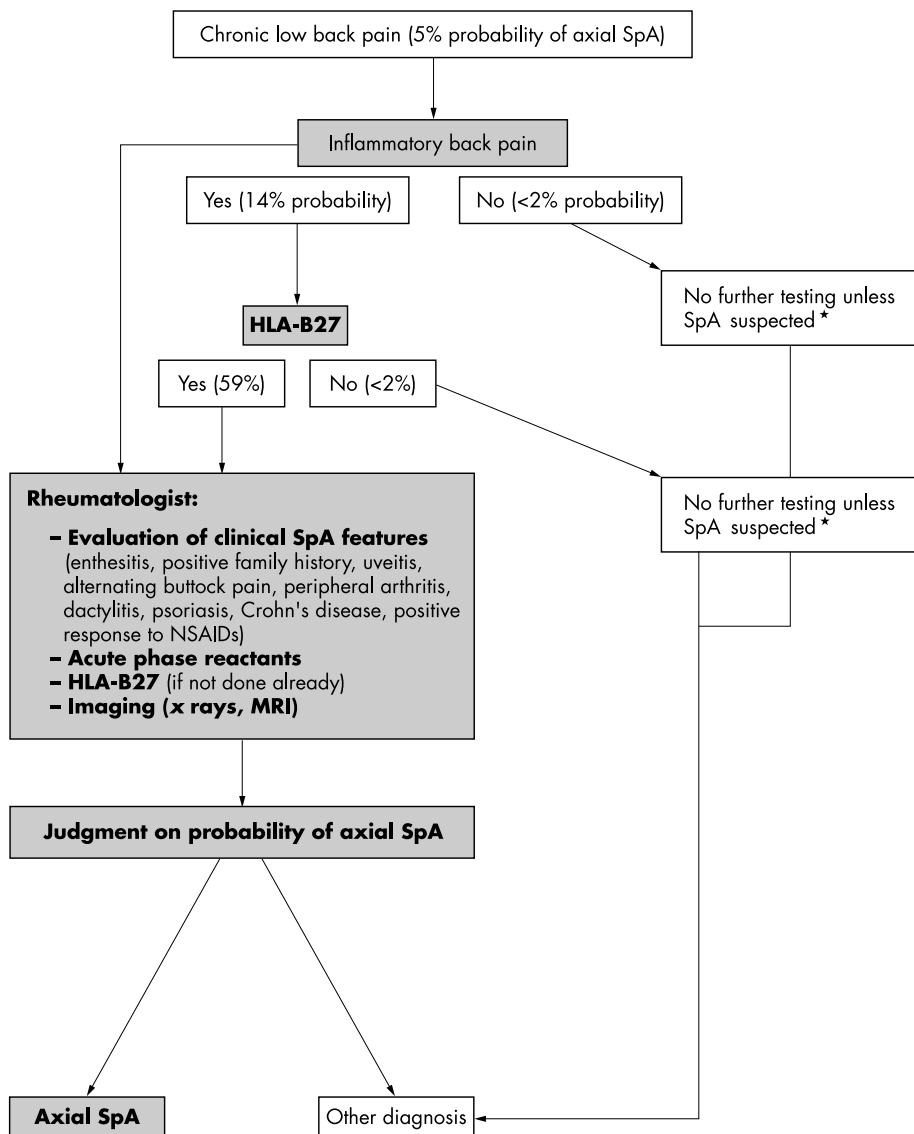 Chronic low back pain (5% probability of axial SpA)
Inflammatory back pain
Yes (14% probability)
No (<2% probability)
No further testing unless
SpA suspected★
HLA-B27
Yes (59%)
No (<2%)
No further testing unless
SpA suspected★
Rheumatologist:
– Evaluation of clinical SpA features
(enthesitis, positive family history, uveitis,
alternating buttock pain, peripheral arthritis,
dactylitis, psoriasis, Crohn's disease, positive
response to NSAIDs)
– Acute phase reactants
– HLA-B27 (if not done already)
– Imaging (x rays, MRI)
Judgment on probability of axial SpA
Axial SpA
Other diagnosis